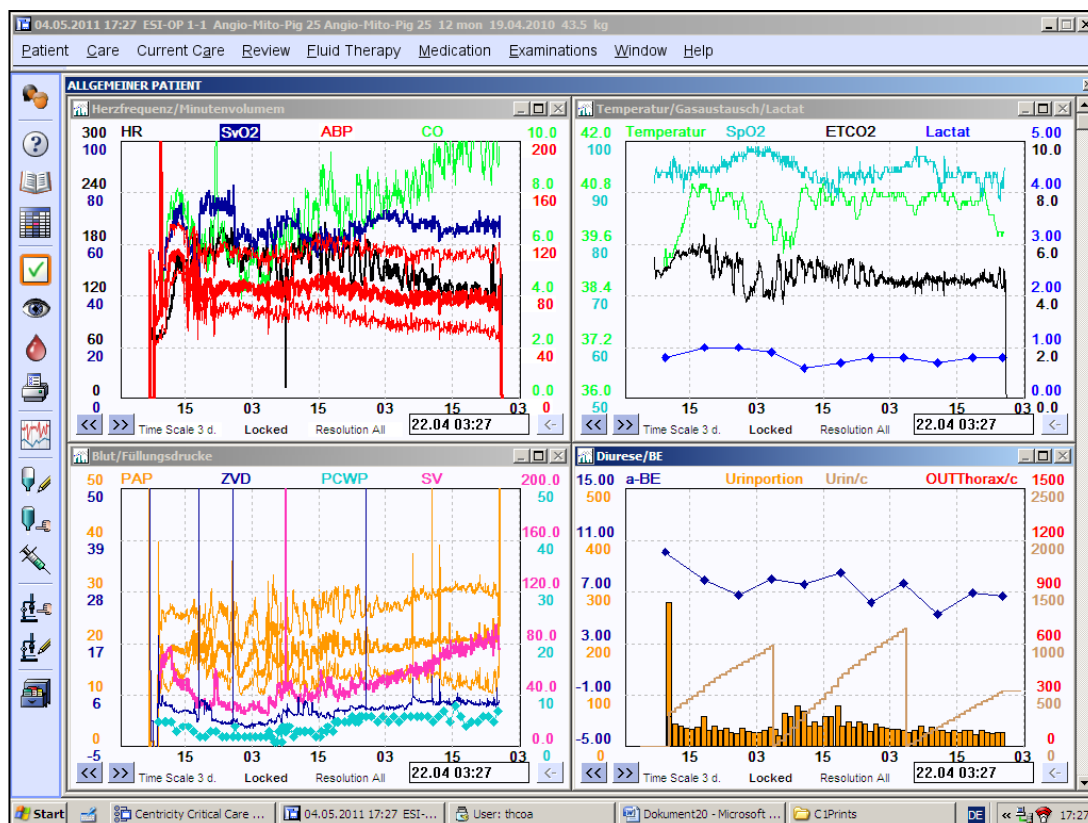 04.05.2011 17:27 ESI-OP 1-1 Angio-Mito-Pig 25 Angio-Mito-Pig 25 12 mon 19.04.2010 43.5 kg
Patient Care Current Care Review Fluid Therapy Medication Examinations Window Help
ALLGEMEINER PATIENT
Herzfrequenz/Minutenvolumem
300 HR SvO2 ABP CO 10.0
100 200
240 8.0
80 160
180 6.0
60 120
120 4.0
40 80
60 2.0
20 40
0 0.0
0 0
15 03 15 03 15 03
<< >> Time Scale 3 d. Locked Resolution All 22.04 03:27 <-
Temperatur/Gasaustausch/Lactat
42.0 Temperatur SpO2 ETCO2 Lactat 5.00
100 10.0
40.8 4.00
90 8.0
39.6 3.00
80 6.0
38.4 2.00
70 4.0
37.2 1.00
60 2.0
36.0 0.00
50 0.0
15 03 15 03 15 03
<< >> Time Scale 3 d. Locked Resolution All 22.04 03:27 <-
Blut/Füllungsdrucke
50 PAP ZVD PCWP SV 200.0
50 50
40 160.0
39 40
30 120.0
28 30
20 80.0
17 20
10 40.0
6 10
0.0
-5 0
15 03 15 03 15 03
<< >> Time Scale 3 d. Locked Resolution All 22.04 03:27 <-
Diurese/BE
15.00 a-BE Urinportion Urin/c OUTThorax/c 1500
500 2500
11.00 1200
400 2000
7.00 900
300 1500
3.00 600
200 1000
-1.00 300
100 500
-5.00 0
0 0
15 03 15 03 15 03
<< >> Time Scale 3 d. Locked Resolution All 22.04 03:27 <-
Start Centricity Critical Care ... 04.05.2011 17:27 ESI-... User: thcoa Dokument20 - Microsoft ... C1Prints DE « 17:27